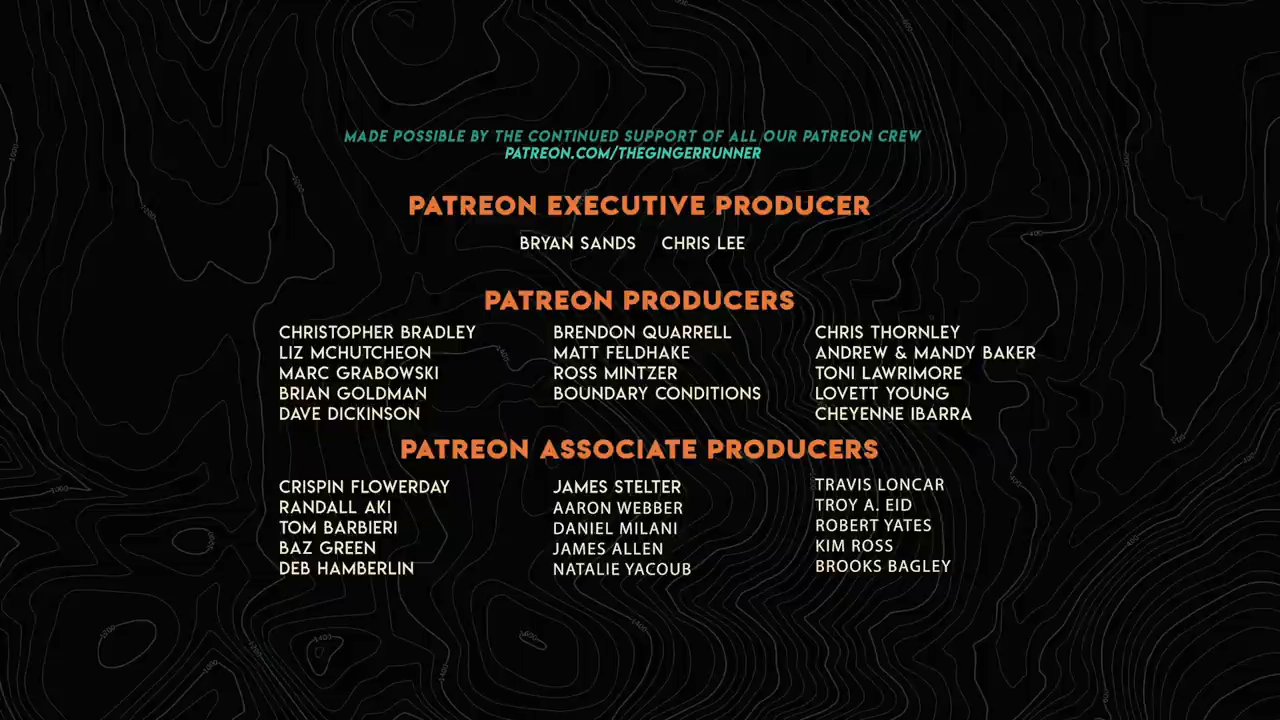 MADE POSSIBLE BY THE CONTINUED SUPPORT OF ALL OUR PATREON CREW
PATREON.COM/THEGINGERRUNNER
PATREON EXECUTIVE PRODUCER
BRYAN SANDS CHRIS LEE
PATREON PRODUCERS
CHRISTOPHER BRADLEY
LIZ MCHUTCHEON
MARC GRABOWSKI
BRIAN GOLDMAN
DAVE DICKINSON
BRENDON QUARRELL
MATT FELDHAKE
ROSS MINTZER
BOUNDARY CONDITIONS
CHRIS THORNLEY
ANDREW & MANDY BAKER
TONI LAWRIMORE
LOVETT YOUNG
CHEYENNE IBARRA
PATREON ASSOCIATE PRODUCERS
CRISPIN FLOWERDAY
RANDALL AKI
TOM BARBIERI
BAZ GREEN
DEB HAMBERLIN
JAMES STELTER
AARON WEBBER
DANIEL MILANI
JAMES ALLEN
NATALIE YACOUB
TRAVIS LONCAR
TROY A. EID
ROBERT YATES
KIM ROSS
BROOKS BAGLEY